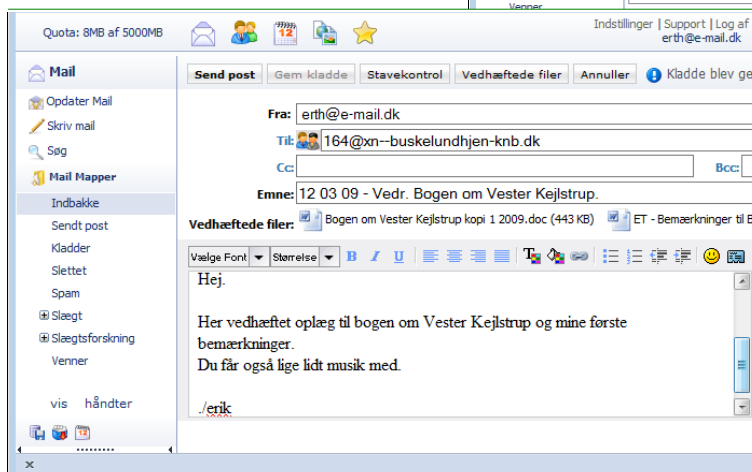 Venner
Quota: 8MB af 5000MB
Indstillinger | Support | Log af
erth@e-mail.dk
Mail
Opdater Mail
Skriv mail
Søg
Mail Mapper
Indbakke
Sendt post
Kladder
Slettet
Spam
Slægt
Slægtsforskning
Venner
vis håndter
Send post Gem kladde Stavekontrol Vedhæftede filer Annuller Kladde blev ge
Fra: erth@e-mail.dk
Til: 164@xn--buskelundhjen-knb.dk
Cc: Bcc:
Emne: 12 03 09 - Vedr. Bogen om Vester Kejlstrup.
Vedhæftede filer: Bogen om Vester Kejlstrup kopi 1 2009.doc (443 KB) ET - Bemærkninger til B
Vælge Font Størrelse B I U
Hej.
Her vedhæftet oplæg til bogen om Vester Kejlstrup og mine første
bemærkninger.
Du får også lige lidt musik med.
./erik